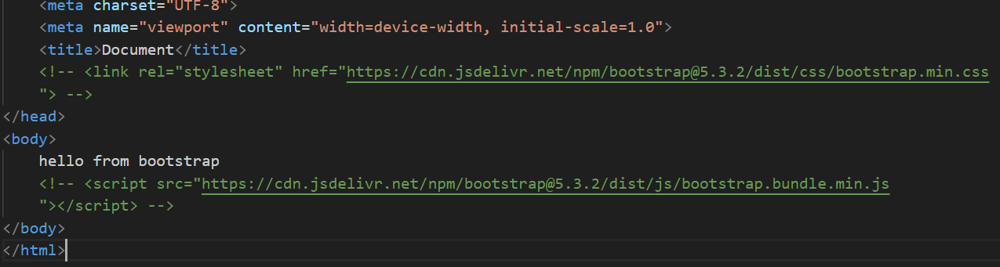 <meta charset="UTF-8">
<meta name="viewport" content="width=device-width, initial-scale=1.0">
<title>Document</title>
<!-- <link rel="stylesheet" href="https://cdn.jsdelivr.net/npm/bootstrap@5.3.2/dist/css/bootstrap.min.css
"> -->
</head>
<body>
hello from bootstrap
<!-- <script src="https://cdn.jsdelivr.net/npm/bootstrap@5.3.2/dist/js/bootstrap.bundle.min.js
"></script> -->
</body>
</html>